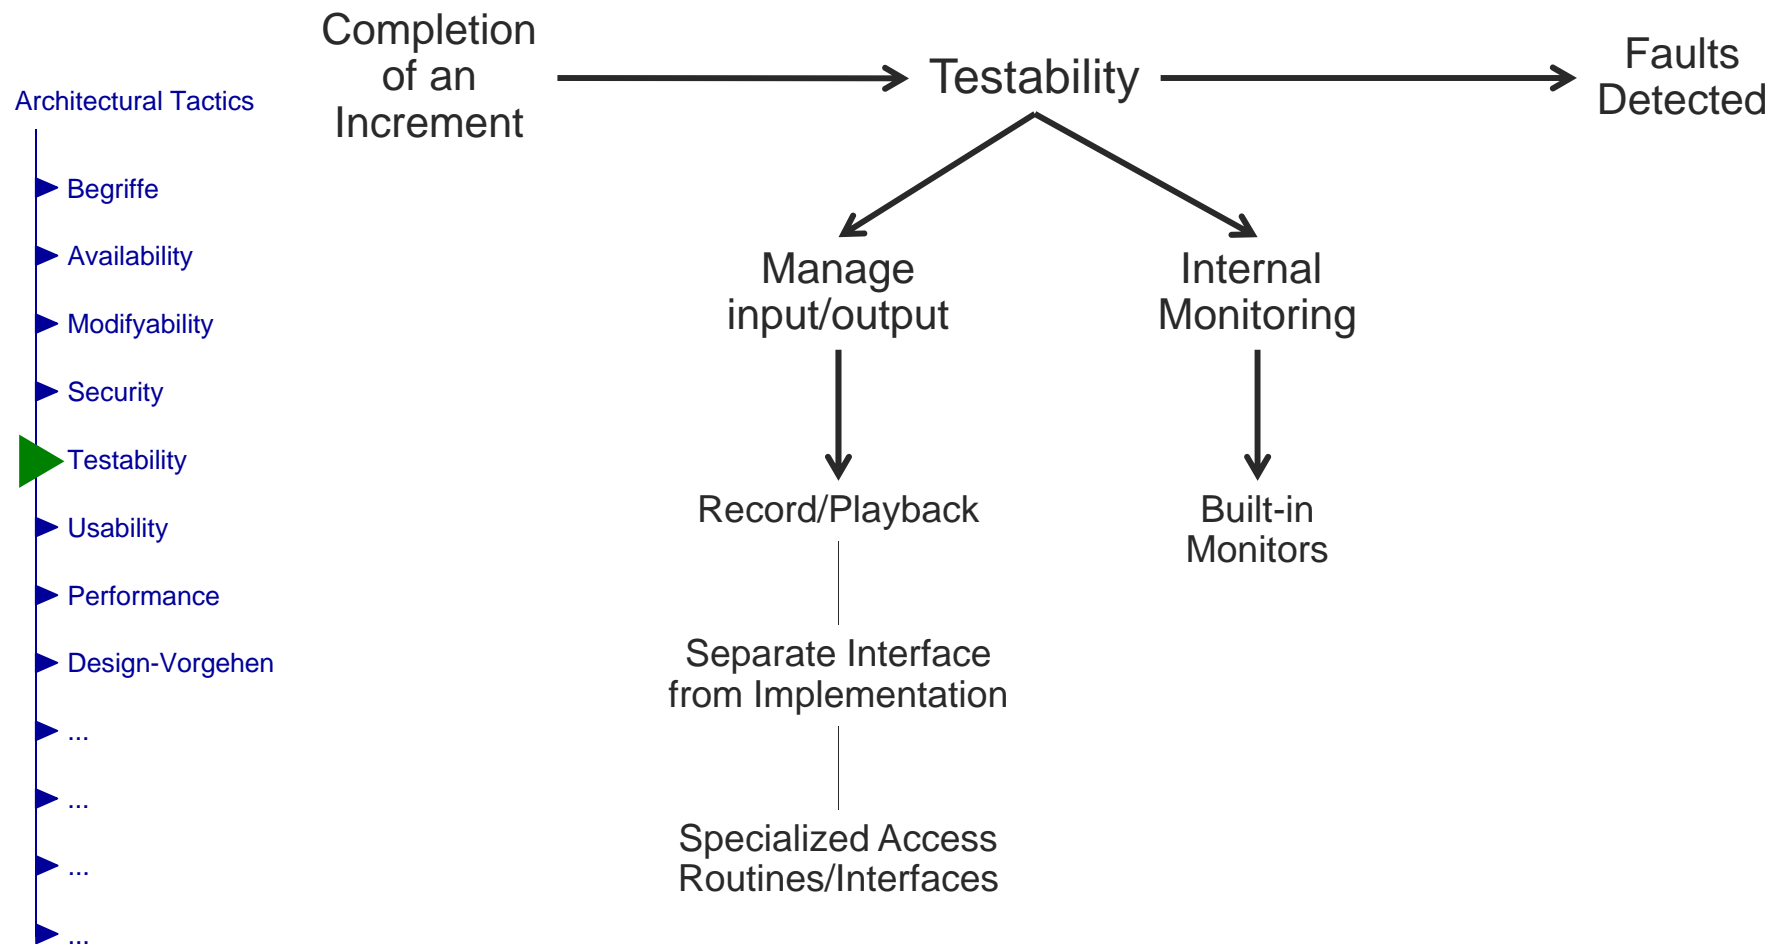 Architectural Tactics
Begriffe
Availability
Modifyability
Security
Testability
Usability
Performance
Design-Vorgehen
...
...
...
...
Completion
of an
Increment
Testability
Faults
Detected
Manage
input/output
Internal
Monitoring
Record/Playback
Built-in
Monitors
Separate Interface
from Implementation
Specialized Access
Routines/Interfaces